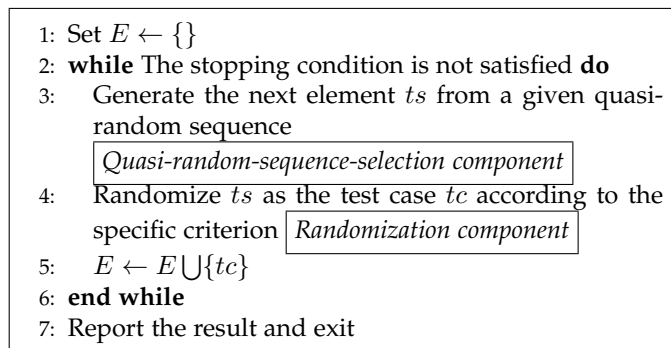 1: Set E ← {}
2: while The stopping condition is not satisfied do
3: Generate the next element ts from a given quasi-
random sequence
Quasi-random-sequence-selection component
4: Randomize ts as the test case tc according to the
specific criterion Randomization component
5: E ← E ⋃{tc}
6: end while
7: Report the result and exit